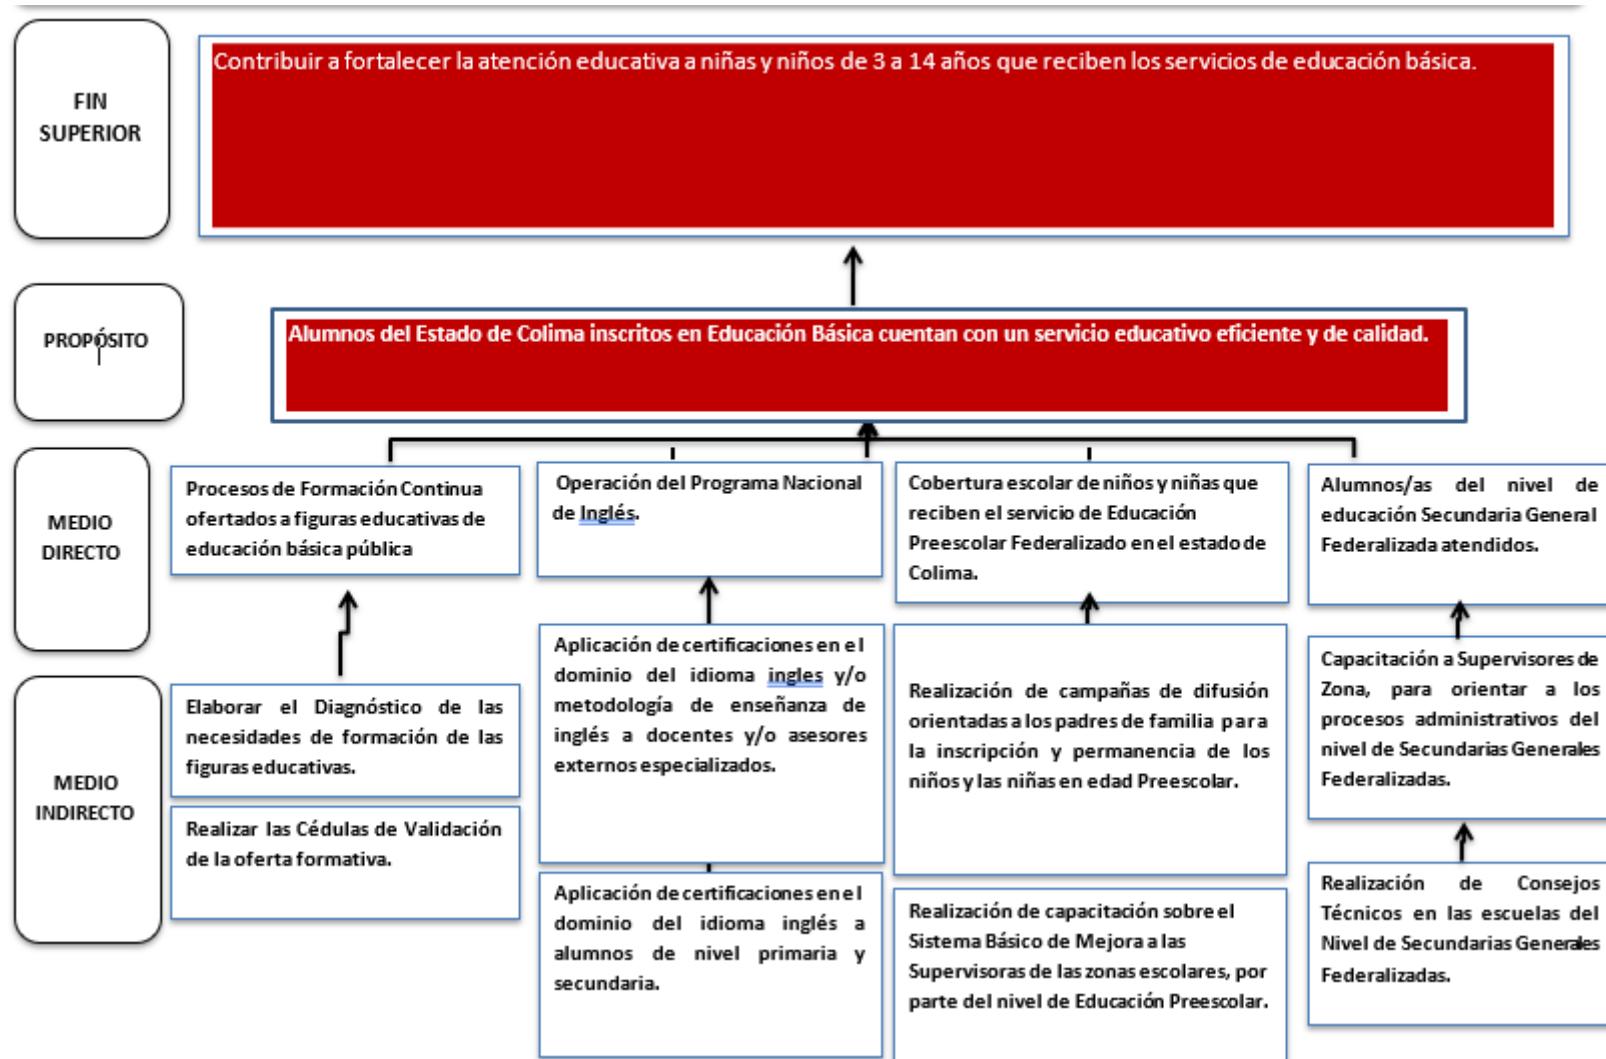 FIN
SUPERIOR
Contribuir a fortalecer la atención educativa a niñas y niños de 3 a 14 años que reciben los servicios de educación básica.
PROPÓSITO
Alumnos del Estado de Colima inscritos en Educación Básica cuentan con un servicio educativo eficiente y de calidad.
MEDIO
DIRECTO
Procesos de Formación Continua
ofertados a figuras educativas de
educación básica pública
Operación del Programa Nacional
de Inglés.
Cobertura escolar de niños y niñas que
reciben el servicio de Educación
Preescolar Federalizado en el estado de
Colima.
Alumnos/as del nivel de
educación Secundaria General
Federalizada atendidos.
MEDIO
INDIRECTO
Elaborar el Diagnóstico de las
necesidades de formación de las
figuras educativas.
Aplicación de certificaciones en el
dominio del idioma ingles y/o
metodología de enseñanza de
inglés a docentes y/o asesores
externos especializados.
Realización de campañas de difusión
orientadas a los padres de familia para
la inscripción y permanencia de los
niños y las niñas en edad Preescolar.
Capacitación a Supervisores de
Zona, para orientar a los
procesos administrativos del
nivel de Secundarias Generales
Federalizadas.
Realizar las Cédulas de Validación
de la oferta formativa.
Aplicación de certificaciones en el
dominio del idioma inglés a
alumnos de nivel primaria y
secundaria.
Realización de capacitación sobre el
Sistema Básico de Mejora a las
Supervisoras de las zonas escolares, por
parte del nivel de Educación Preescolar.
Realización de Consejos
Técnicos en las escuelas del
Nivel de Secundarias Generales
Federalizadas.